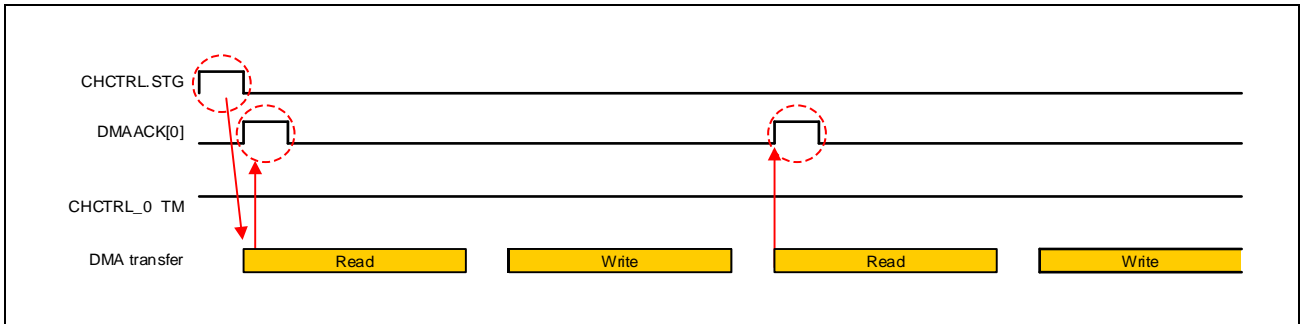 CHCTRL.STG
DMAACK[0]
CHCTRL_0 TM
DMA transfer Read Write Read Write